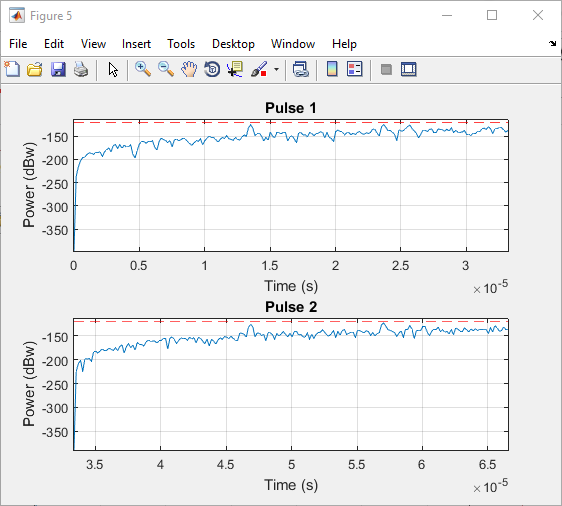 Figure 5
File Edit View Insert Tools Desktop Window Help
Pulse 1
Power (dBw)
-150
-200
-250
-300
-350
0 0.5 1 1.5 2 2.5 3
Time (s)
×10⁻⁵
Pulse 2
Power (dBw)
-150
-200
-250
-300
-350
3.5 4 4.5 5 5.5 6 6.5
Time (s)
×10⁻⁵